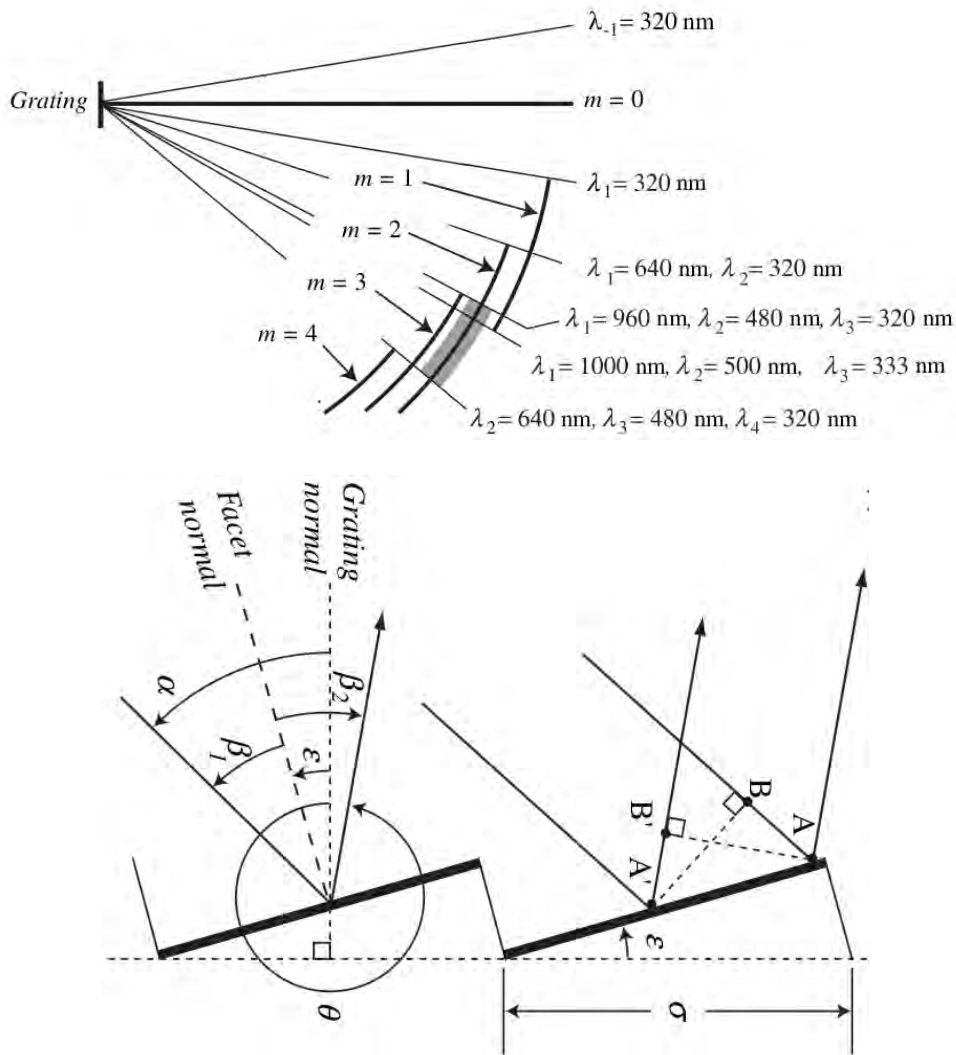 λ₋₁= 320 nm
Grating
m = 0
m = 1
λ₁= 320 nm
m = 2
λ₁= 640 nm, λ₂= 320 nm
m = 3
λ₁= 960 nm, λ₂= 480 nm, λ₃= 320 nm
m = 4
λ₁= 1000 nm, λ₂= 500 nm, λ₃= 333 nm
λ₂= 640 nm, λ₃= 480 nm, λ₄= 320 nm
Grating
normal
Facet
normal
α
β₁
β₂
ε
θ
B
A
B'
A'
ε
σ